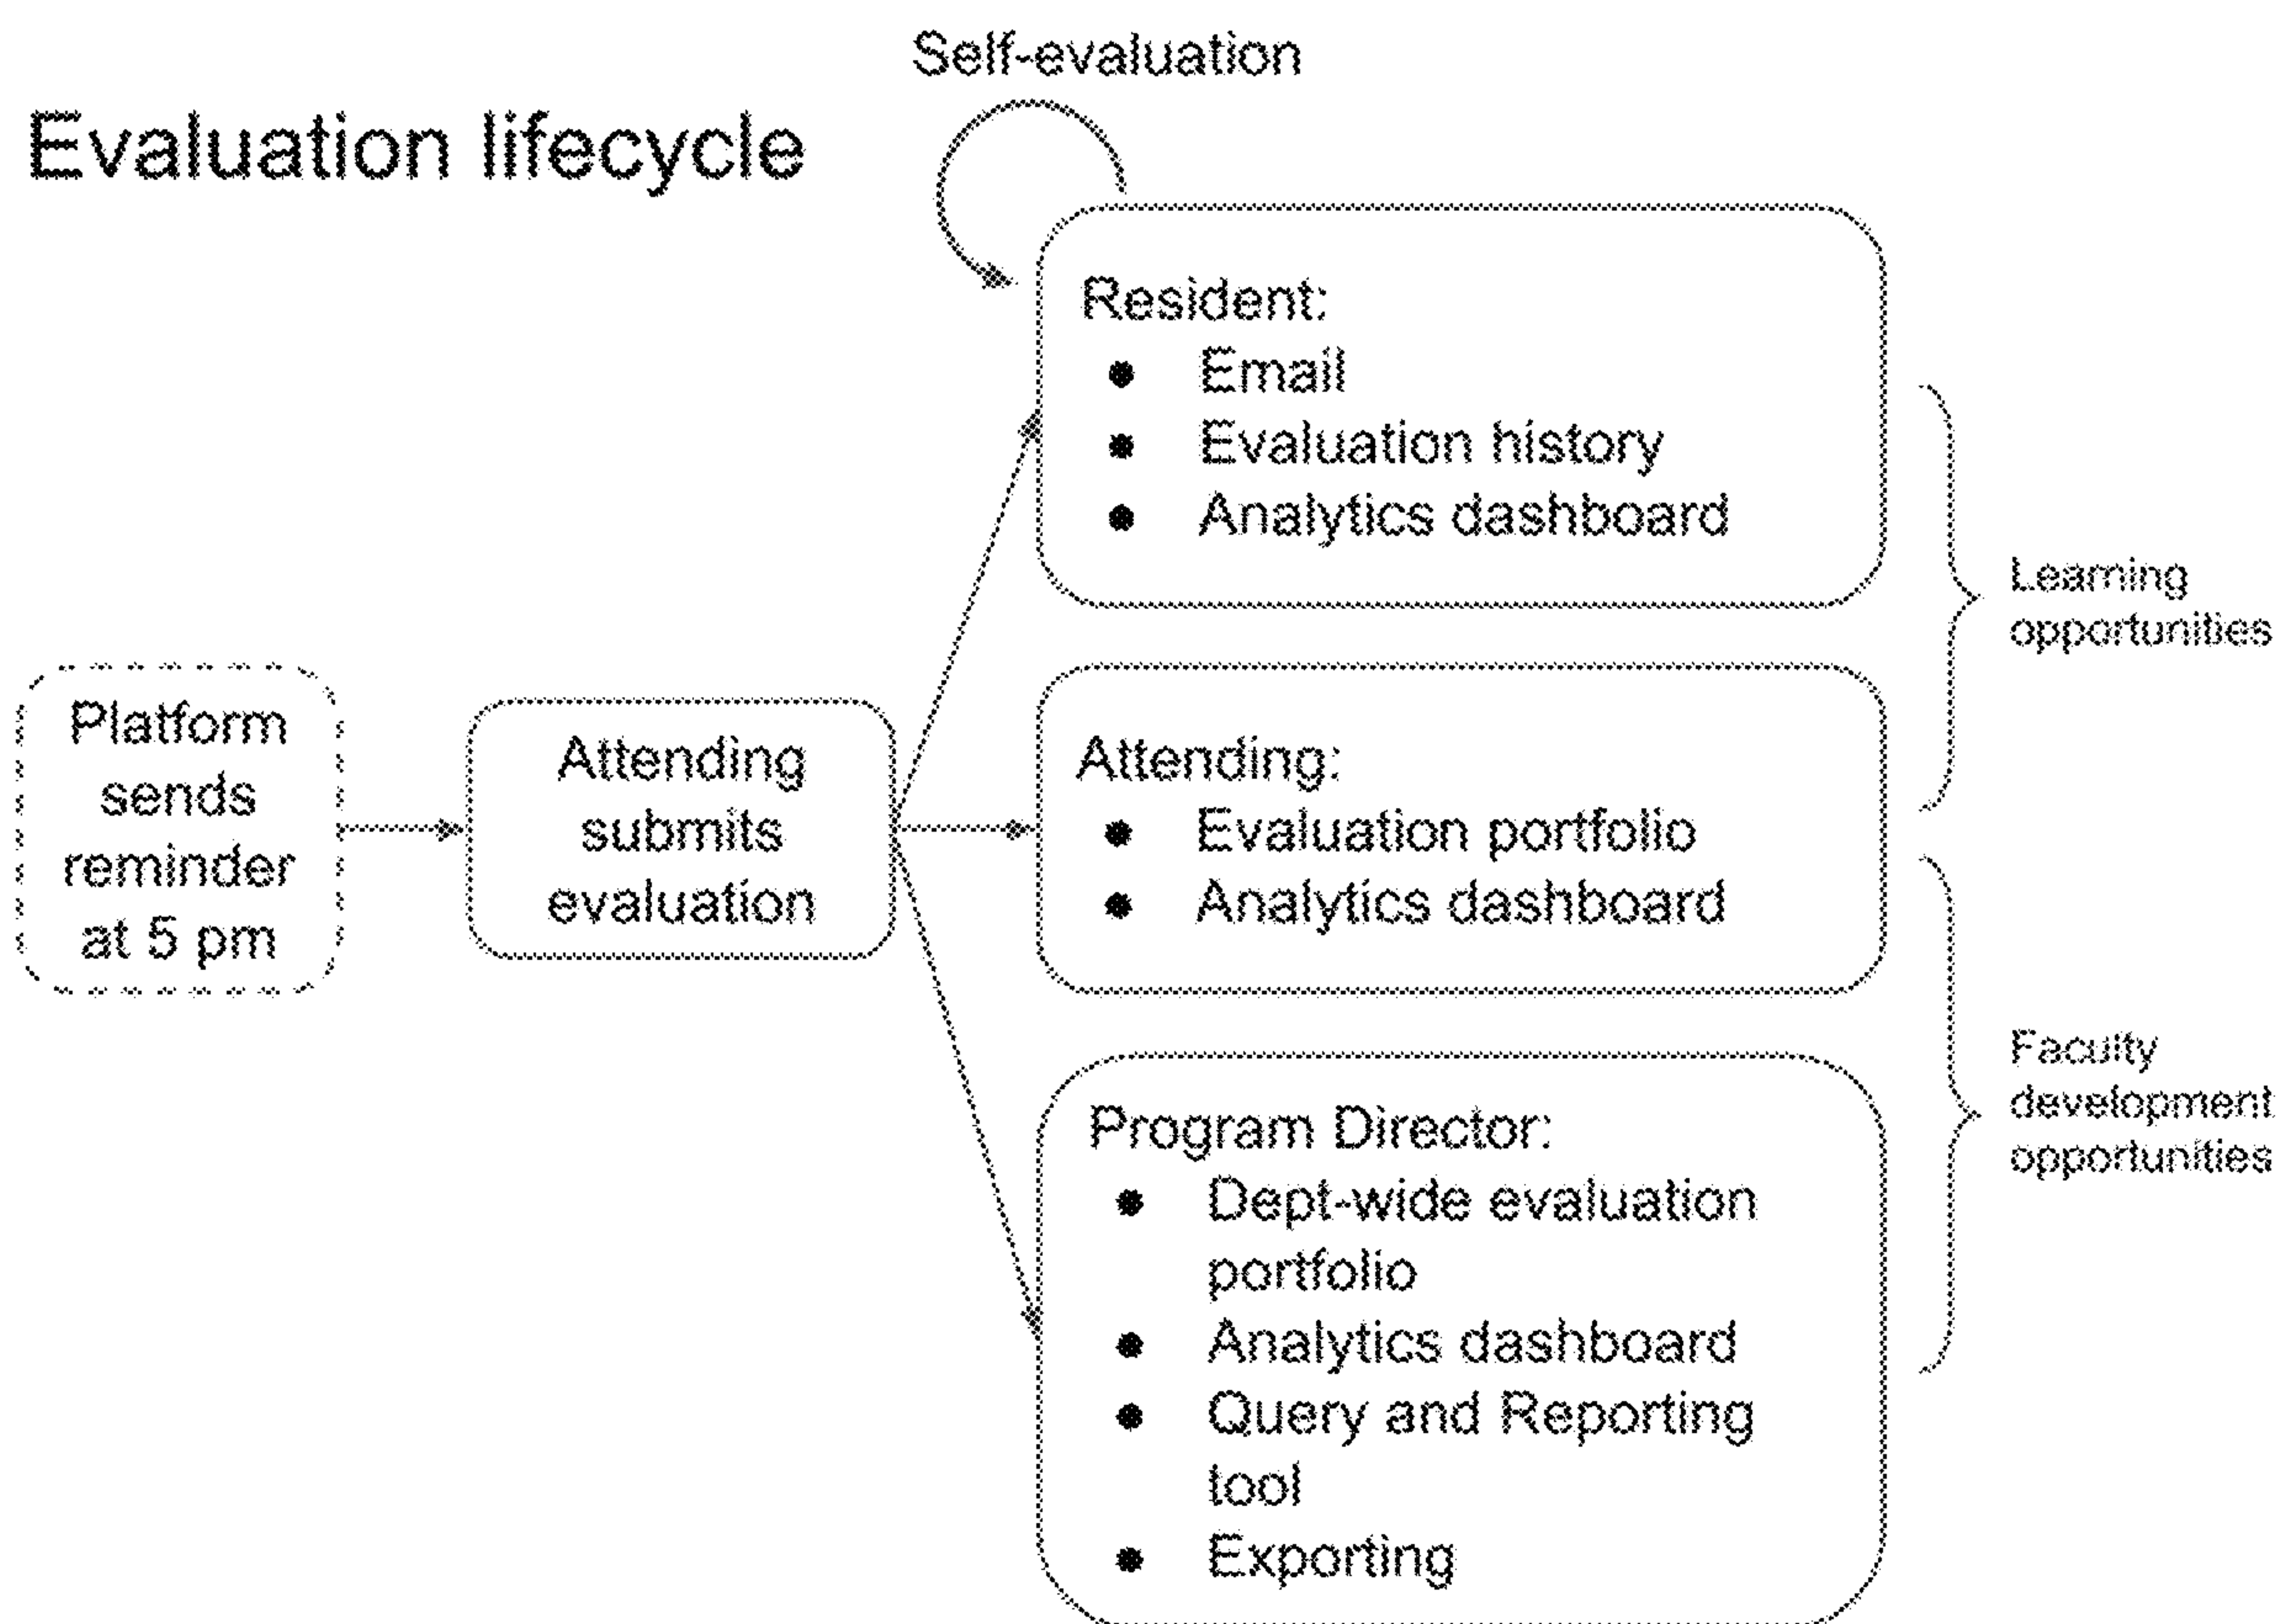 Self-evaluation
Evaluation lifecycle
Platform
sends
reminder
at 5 pm
Attending
submits
evaluation
Resident:
● Email
● Evaluation history
● Analytics dashboard
Attending:
● Evaluation portfolio
● Analytics dashboard
Program Director:
● Dept-wide evaluation
portfolio
● Analytics dashboard
● Query and Reporting
tool
● Exporting
Learning
opportunities
Faculty
development
opportunities